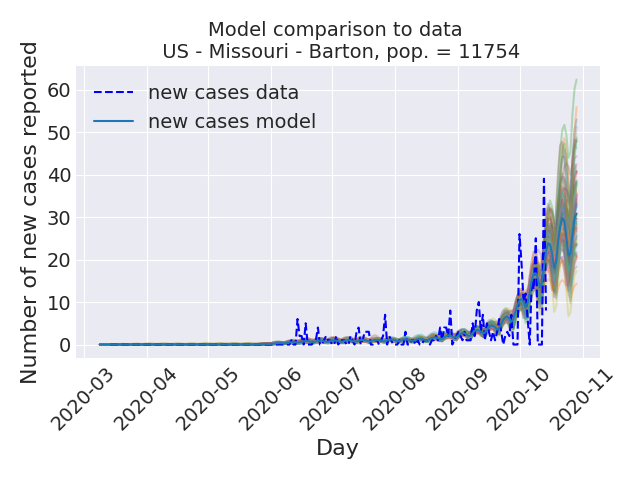 Model comparison to data
US - Missouri - Barton, pop. = 11754
Number of new cases reported
60
50
40
30
20
10
0
new cases data
new cases model
2020-03
2020-04
2020-05
2020-06
2020-07
2020-08
2020-09
2020-10
2020-11
Day